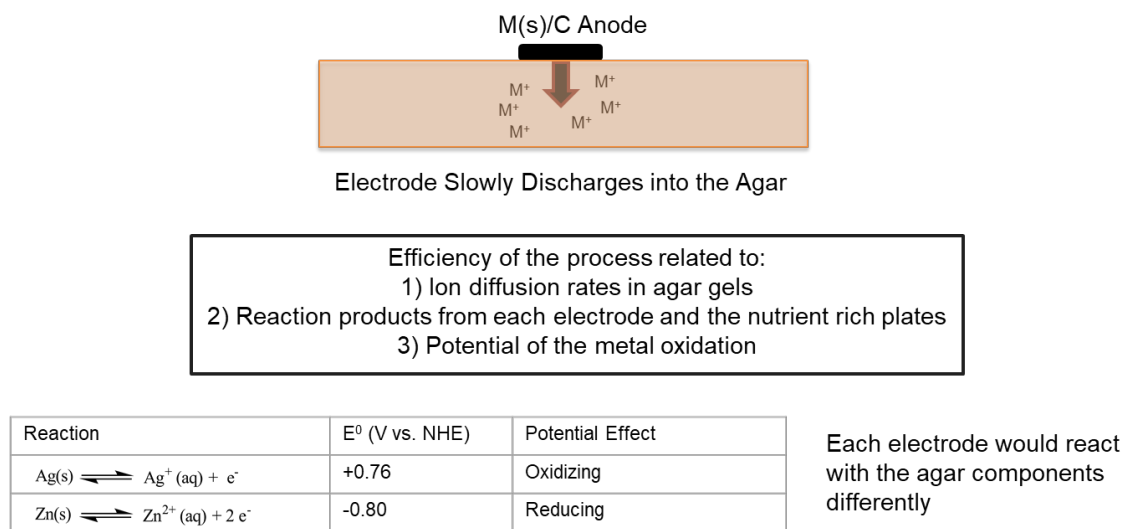 M(s)/C Anode
M⁺
M⁺
M⁺
M⁺
M⁺
M⁺
Electrode Slowly Discharges into the Agar
Efficiency of the process related to:
1) Ion diffusion rates in agar gels
2) Reaction products from each electrode and the nutrient rich plates
3) Potential of the metal oxidation
Reaction E⁰ (V vs. NHE) Potential Effect
Ag(s) ⇌ Ag⁺ (aq) + e⁻ +0.76 Oxidizing
Zn(s) ⇌ Zn²⁺ (aq) + 2 e⁻ -0.80 Reducing
Each electrode would react
with the agar components
differently